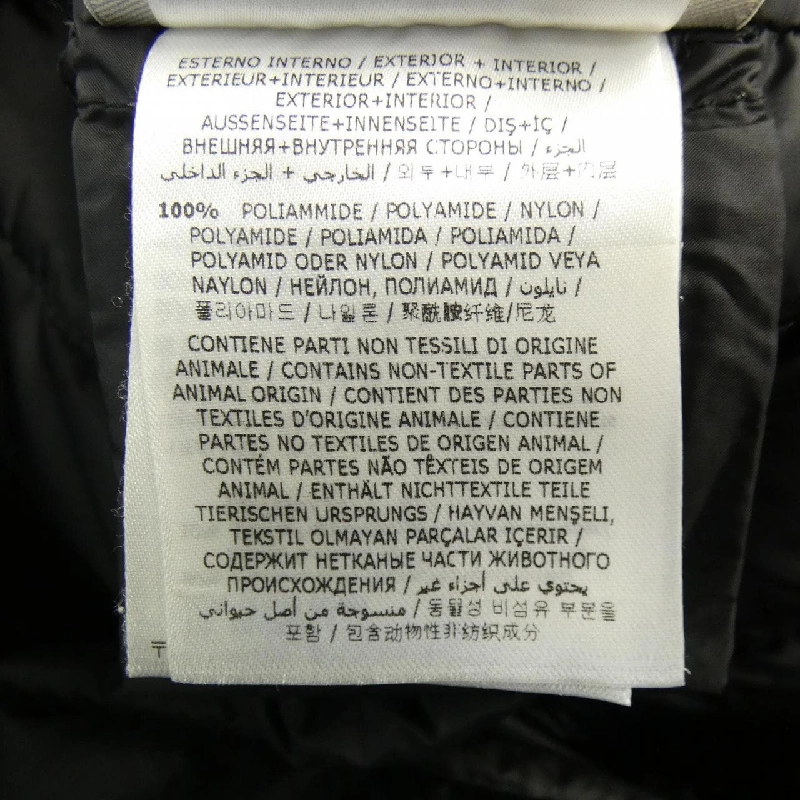 ESTERNO INTERNO / EXTERIOR + INTERIOR /
EXTERIEUR+INTERIEUR / EXTERNO+INTERNO /
EXTERIOR+INTERIOR /
AUSSENSEITE+INNENSEITE / DIŞ+İÇ /
ВНЕШНЯЯ+ВНУТРЕННЯЯ СТОРОНЫ / الجزء
الخارجي + الجزء الداخلي / 외부+내부 / 外层+内层
100% POLIAMMIDE / POLYAMIDE / NYLON /
POLYAMIDE / POLIAMIDA / POLIAMIDA /
POLYAMID ODER NYLON / POLYAMID VEYA
NAYLON / НЕЙЛОН, ПОЛИАМИД / نايلون /
폴리아마드 / 나일론 / 聚酰胺纤维/尼龙
CONTIENE PARTI NON TESSILI DI ORIGINE
ANIMALE / CONTAINS NON-TEXTILE PARTS OF
ANIMAL ORIGIN / CONTIENT DES PARTIES NON
TEXTILES D'ORIGINE ANIMALE / CONTIENE
PARTES NO TEXTILES DE ORIGEN ANIMAL /
CONTÉM PARTES NÃO TÊXTEIS DE ORIGEM
ANIMAL / ENTHÄLT NICHTTEXTILE TEILE
TIERISCHEN URSPRUNGS / HAYVAN MENŞELI,
TEKSTIL OLMAYAN PARÇALAR IÇERIR /
СОДЕРЖИТ НЕТКАНЫЕ ЧАСТИ ЖИВОТНОГО
ПРОИСХОЖДЕНИЯ / يحتوي على أجزاء غير
منسوجة من أصل حيواني / 동물성 비섬유 부분을
포함 / 包含动物性非纺织成分
〒